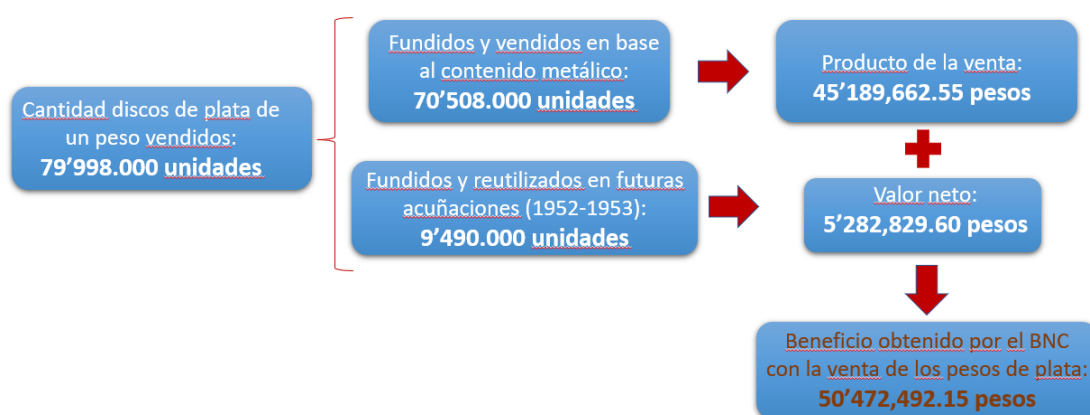 Cantidad discos de plata de
un peso vendidos:
79’998.000 unidades
Fundidos y vendidos en base
al contenido metálico:
70’508.000 unidades
Producto de la venta:
45’189,662.55 pesos
Fundidos y reutilizados en futuras
acuñaciones (1952-1953):
9’490.000 unidades
Valor neto:
5’282,829.60 pesos
Beneficio obtenido por el BNC
con la venta de los pesos de plata:
50’472,492.15 pesos